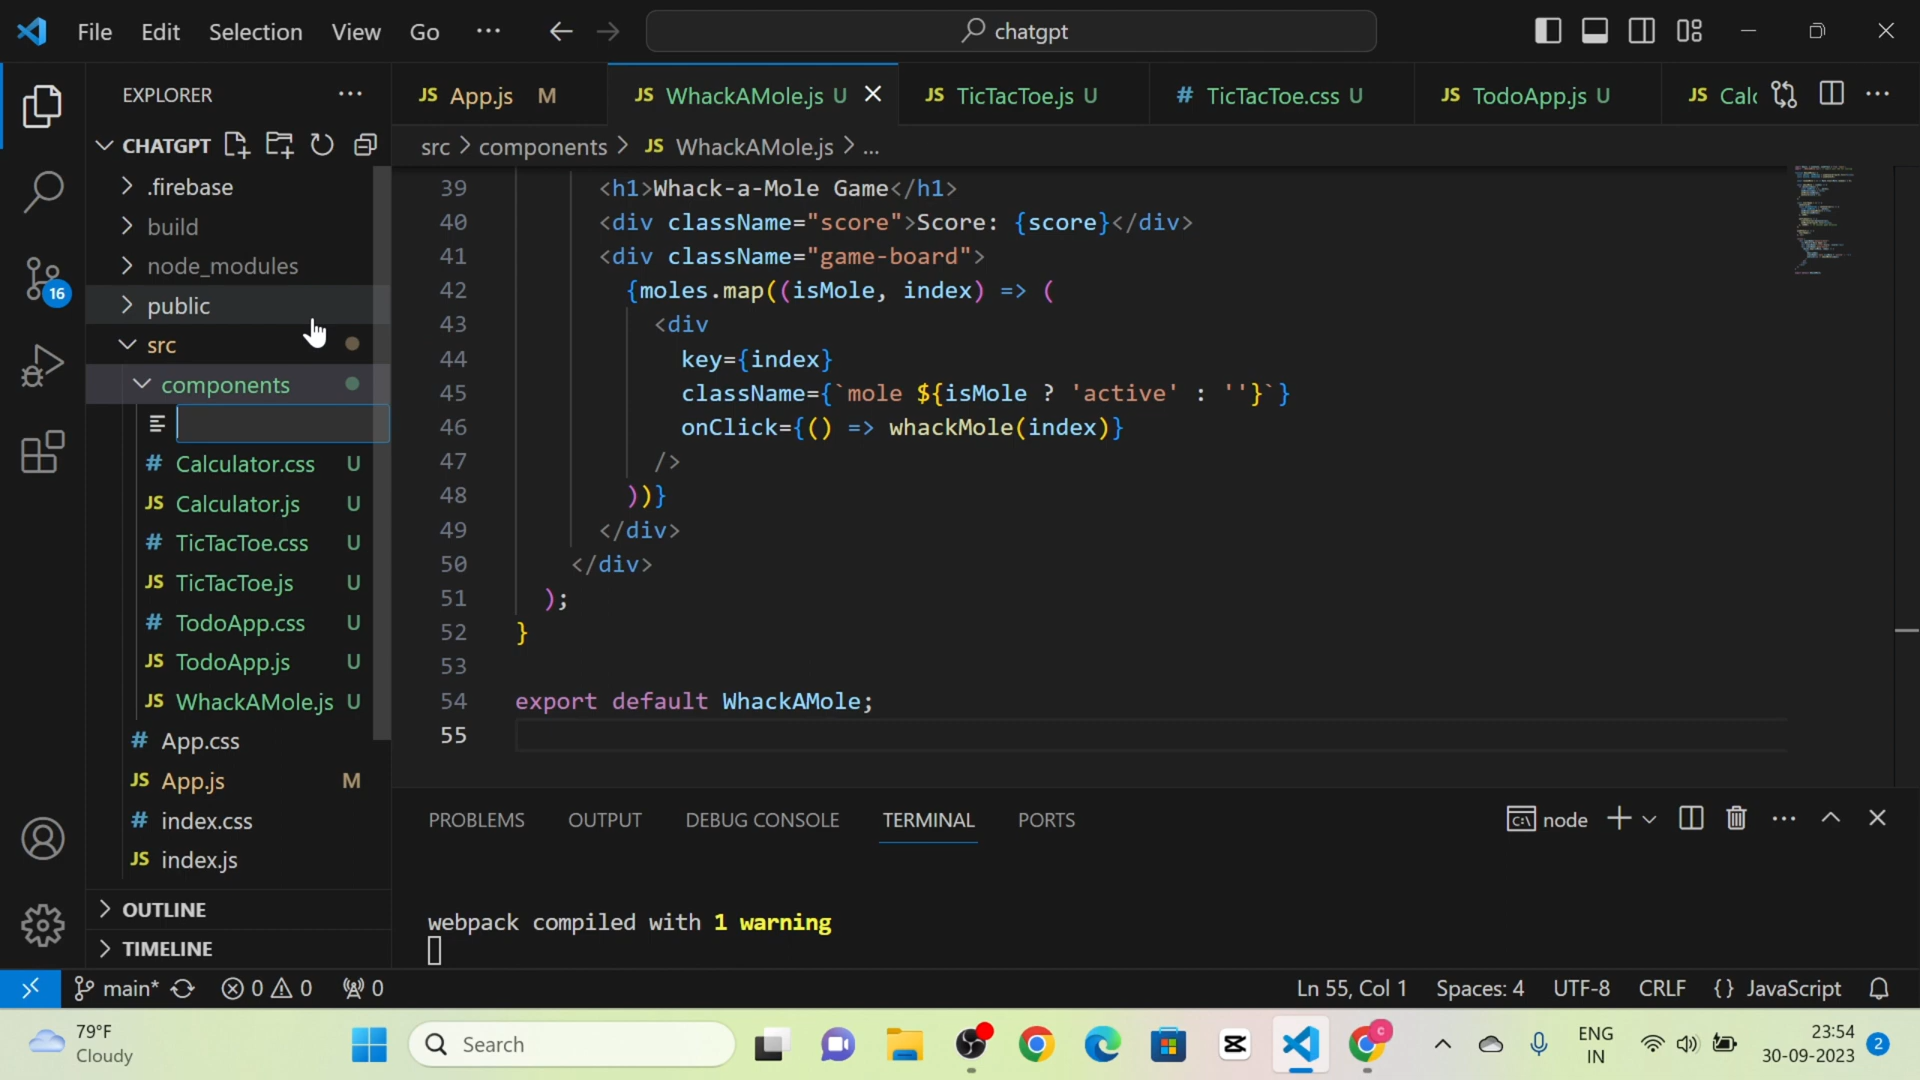 File Edit Selection View Go ··· chatgpt
EXPLORER ···
CHATGPT
.firebase
build
node_modules
public
src
components
# Calculator.css U
JS Calculator.js U
# TicTacToe.css U
JS TicTacToe.js U
# TodoApp.css U
JS TodoApp.js U
JS WhackAMole.js U
# App.css
JS App.js M
# index.css
JS index.js
OUTLINE
TIMELINE
16
JS App.js M JS WhackAMole.js U JS TicTacToe.js U # TicTacToe.css U JS TodoApp.js U JS Calc ···
src > components > JS WhackAMole.js > ...
39 <h1>Whack-a-Mole Game</h1>
40 <div className="score">Score: {score}</div>
41 <div className="game-board">
42 {moles.map((isMole, index) => (
43 <div
44 key={index}
45 className={`mole ${isMole ? 'active' : ''}`}
46 onClick={() => whackMole(index)}
47 />
48 ))}
49 </div>
50 </div>
51 );
52 }
53
54 export default WhackAMole;
55
PROBLEMS OUTPUT DEBUG CONSOLE TERMINAL PORTS node ···
webpack compiled with 1 warning
main* 0 0 0 Ln 55, Col 1 Spaces: 4 UTF-8 CRLF {} JavaScript
79°F
Cloudy
Search
ENG
IN
23:54
30-09-2023
2